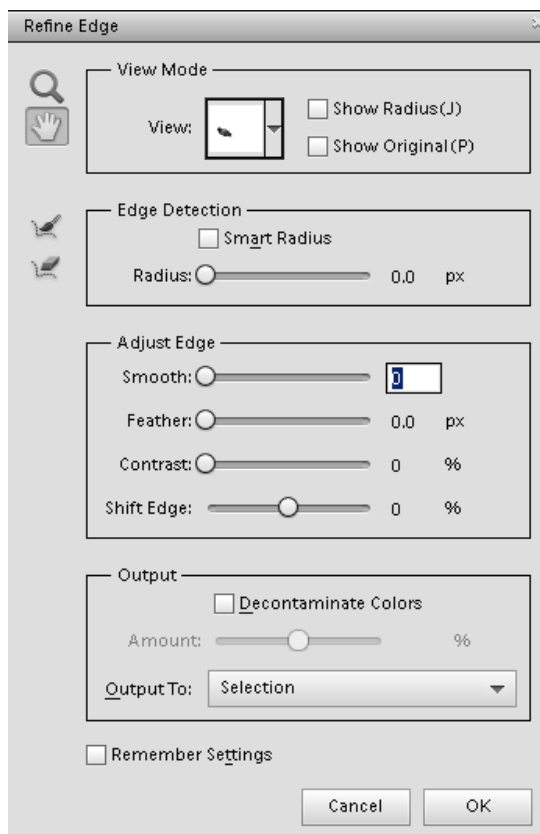 Refine Edge
View Mode
View:
Show Radius(J)
Show Original(P)
Edge Detection
Smart Radius
Radius: 0.0 px
Adjust Edge
Smooth: 0
Feather: 0.0 px
Contrast: 0 %
Shift Edge: 0 %
Output
Decontaminate Colors
Amount: %
Output To: Selection
Remember Settings
Cancel OK